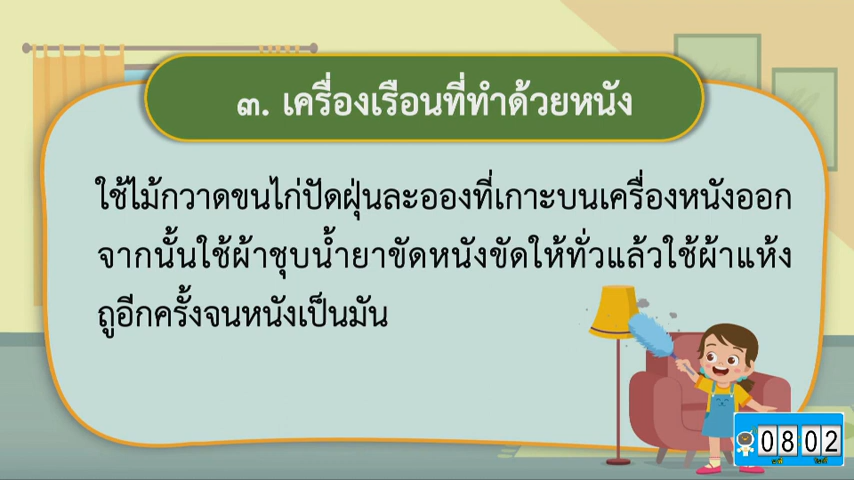 ๓. เครื่องเรือนที่ทำด้วยหนัง
ใช้ไม้กวาดขนไก่ปัดฝุ่นละอองที่เกาะบนเครื่องหนังออก
จากนั้นใช้ผ้าชุบน้ำยาขัดหนังขัดให้ทั่วแล้วใช้ผ้าแห้ง
ถูอีกครั้งจนหนังเป็นมัน
08 02